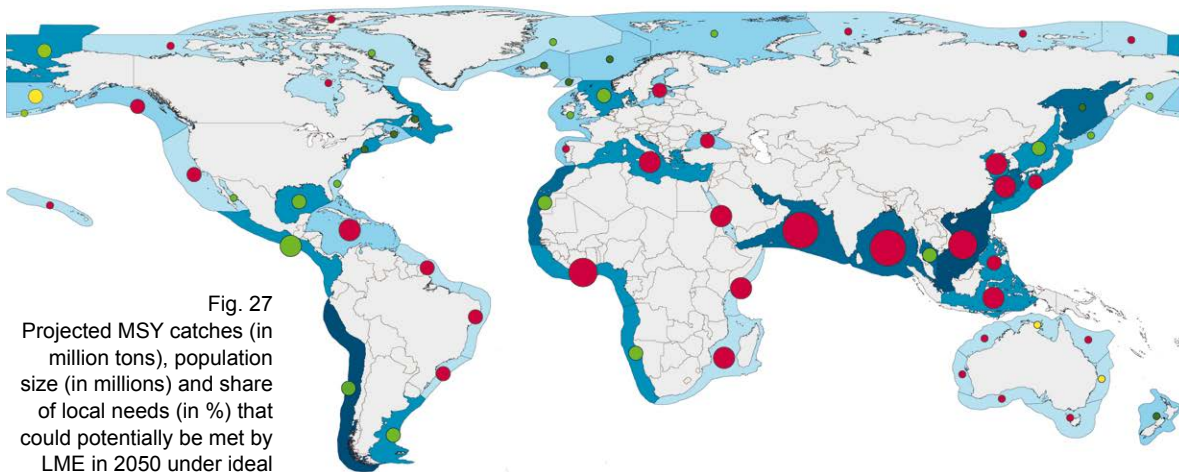 Fig. 27
Projected MSY catches (in
million tons), population
size (in millions) and share
of local needs (in %) that
could potentially be met by
LME in 2050 under ideal